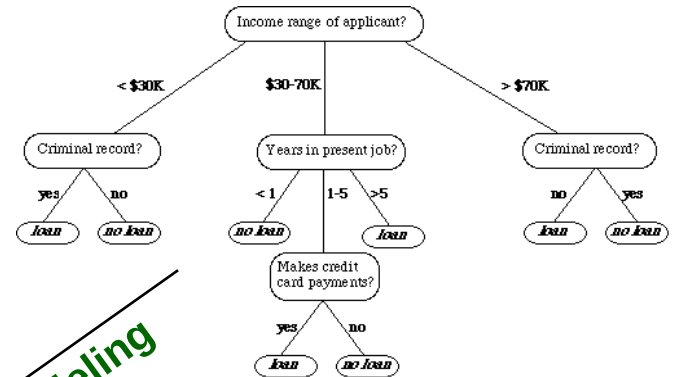 Income range of applicant?
< $30K
$30-70K
> $70K
Criminal record?
Years in present job?
Criminal record?
yes
no
< 1
1-5
>5
no
yes
loan
no loan
no loan
loan
loan
no loan
Makes credit
card payments?
yes
no
loan
no loan